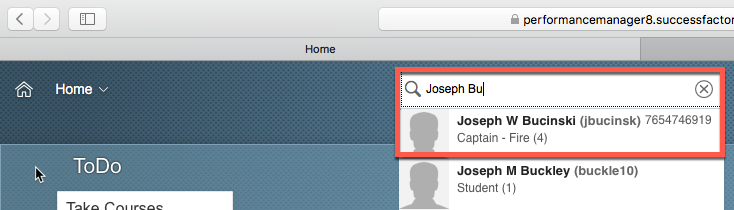 performancemanager8.successfactor
Home
Home
Joseph Bu
Joseph W Bucinski (jbucinsk) 7654746919
Captain - Fire (4)
ToDo
Joseph M Buckley (buckle10)
Student (1)
Take Courses